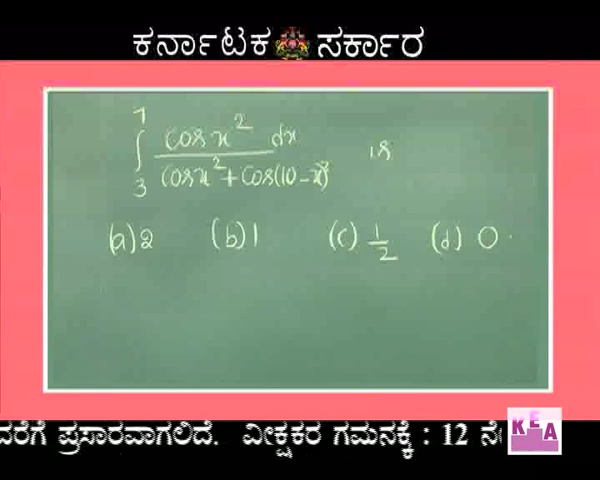 ಕರ್ನಾಟಕ ಸರ್ಕಾರ
∫₃⁷ cos x² dx / (cos x² + cos(10 - x)²) is
(a) 2 (b) 1 (c) 1/2 (d) 0.
ದರೆಗೆ ಪ್ರಸಾರವಾಗಲಿದೆ. ವೀಕ್ಷಕರ ಗಮನಕ್ಕೆ : 12 ನೇ
KEA